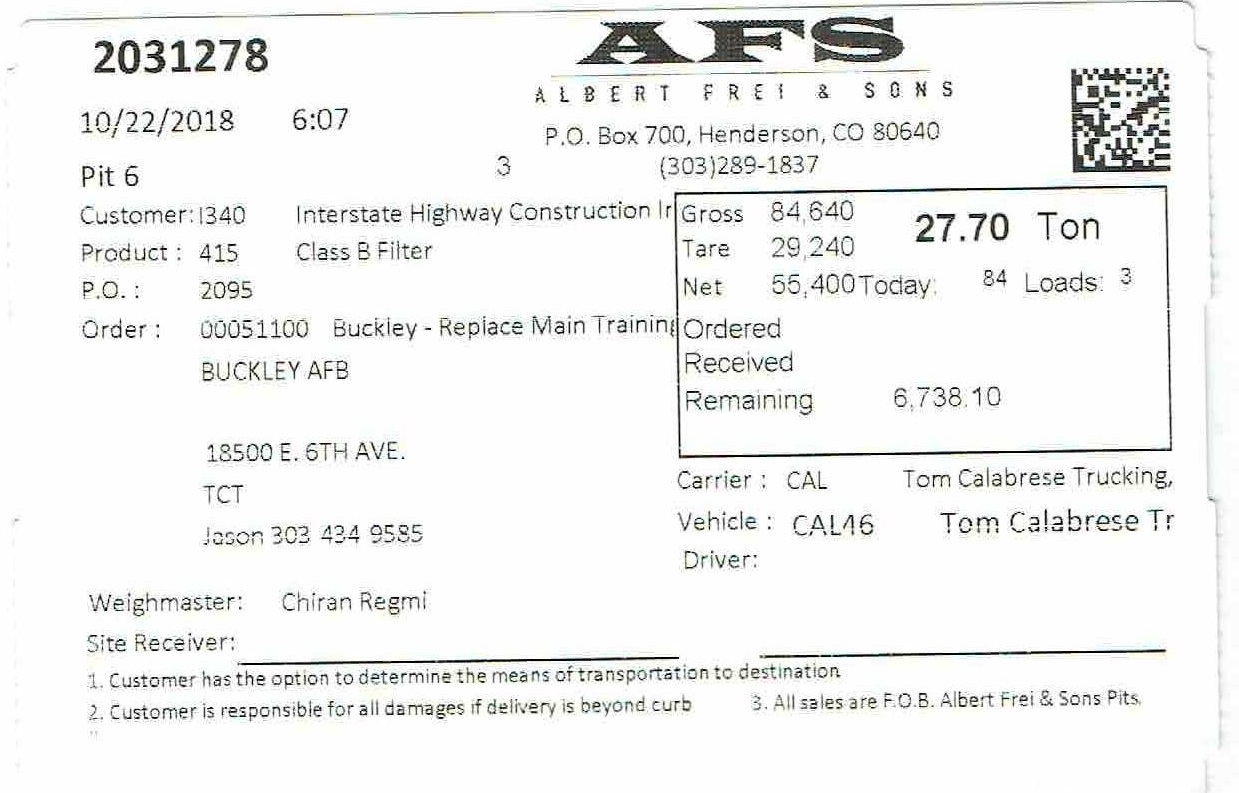 2031278
AFS
ALBERT FREI & SONS
10/22/2018 6:07
P.O. Box 700, Henderson, CO 80640
Pit 6 3 (303)289-1837
Customer: I340 Interstate Highway Construction Ir
Product : 415 Class B Filter
P.O. : 2095
Order : 00051100 Buckley - Replace Main Training
BUCKLEY AFB
18500 E. 6TH AVE.
TCT
Jason 303 434 9585
Gross 84,640 27.70 Ton
Tare 29,240
Net 55,400 Today: 84 Loads: 3
Ordered
Received
Remaining 6,738.10
Carrier : CAL Tom Calabrese Trucking,
Vehicle : CAL46 Tom Calabrese Tr
Driver:
Weighmaster: Chiran Regmi
Site Receiver:
1. Customer has the option to determine the means of transportation to destination
2. Customer is responsible for all damages if delivery is beyond curb 3. All sales are F.O.B. Albert Frei & Sons Pits.